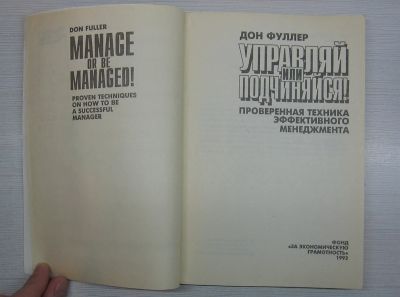 DON FULLER
MANAGE
OR BE
MANAGED!
PROVEN TECHNIQUES
ON HOW TO BE
A SUCCESSFUL
MANAGER
ДОН ФУЛЛЕР
УПРАВЛЯЙ
ИЛИ
ПОДЧИНЯЙСЯ!
ПРОВЕРЕННАЯ ТЕХНИКА
ЭФФЕКТИВНОГО
МЕНЕДЖМЕНТА
ФОНД
«ЗА ЭКОНОМИЧЕСКУЮ
ГРАМОТНОСТЬ»
1992